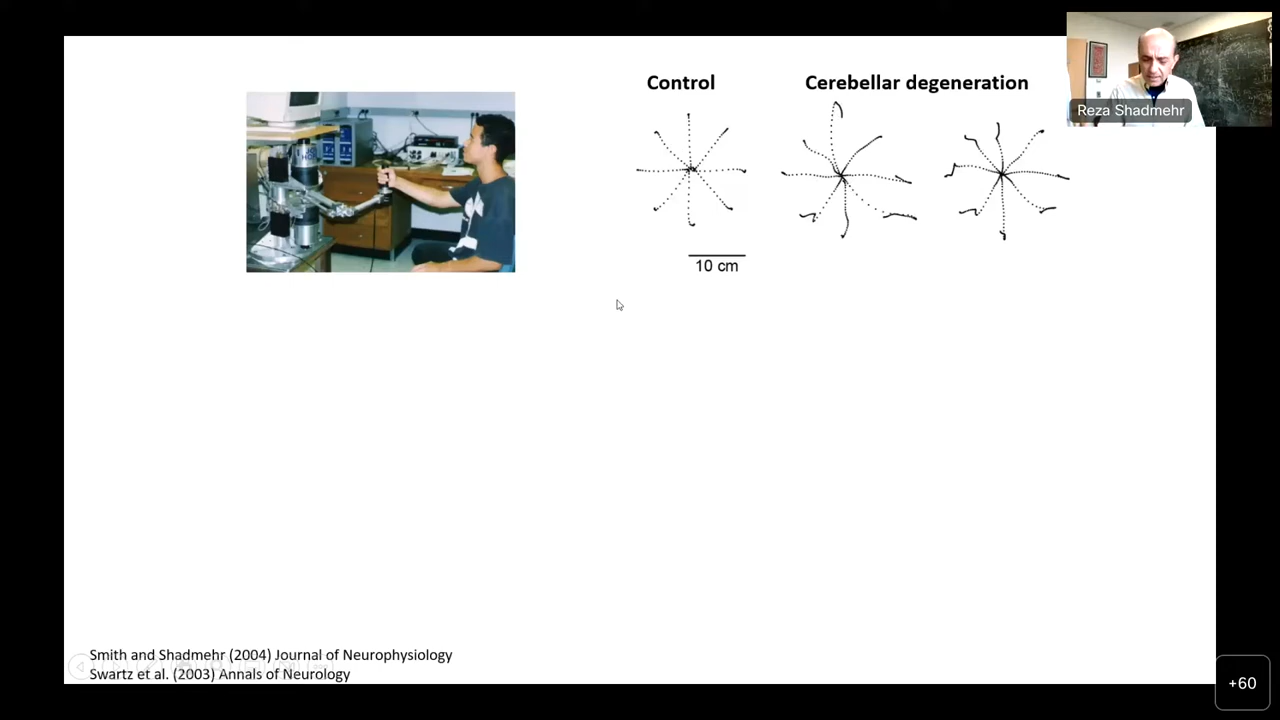 Control
Cerebellar degeneration
Reza Shadmehr
10 cm
Smith and Shadmehr (2004) Journal of Neurophysiology
Swartz et al. (2003) Annals of Neurology
+60